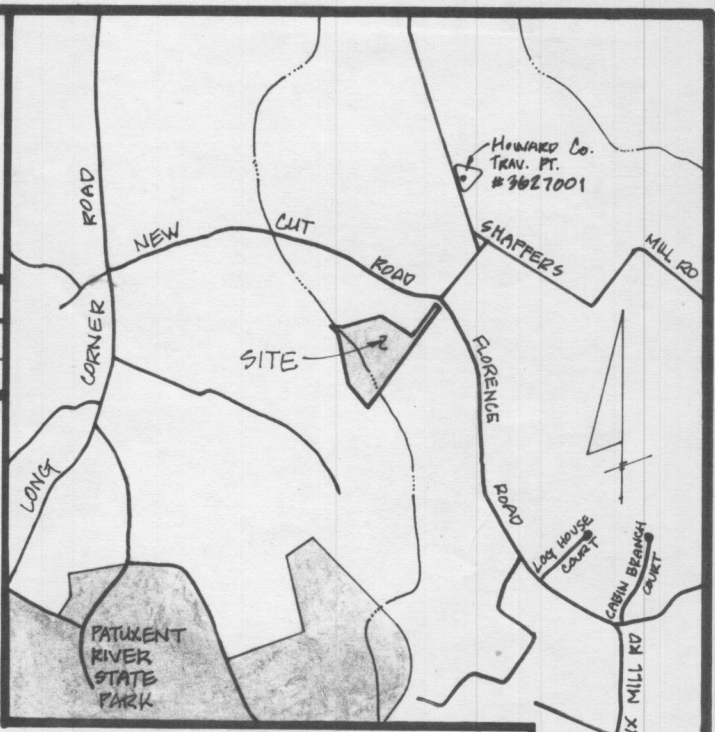 HOWARD Co.
TRAV. PT.
#3627001
NEW CUT ROAD
SHAFFERS MILL RD
LONG CORNER ROAD
SITE
FLORENCE ROAD
LOG HOUSE
COURT
CABIN BRANCH
COURT
PATUXENT
RIVER
STATE
PARK
MILL RD